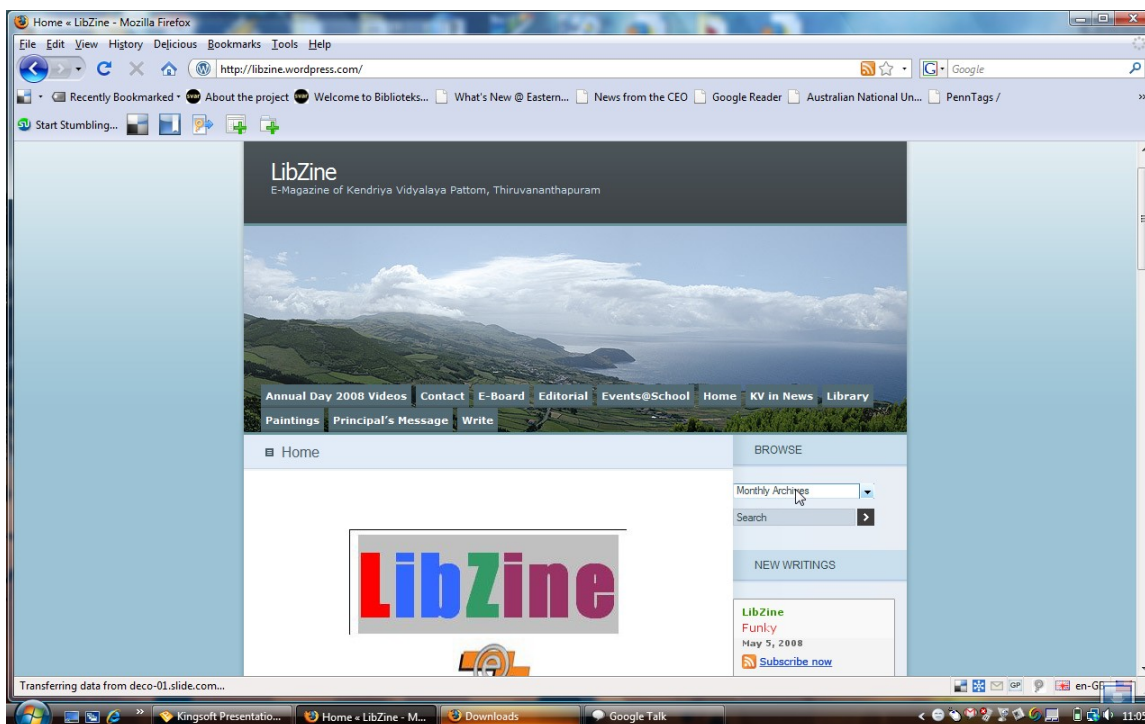 Home « LibZine - Mozilla Firefox
File Edit View History Delicious Bookmarks Tools Help
http://libzine.wordpress.com/
Google
Recently Bookmarked
About the project
Welcome to Biblioteks...
What's New @ Eastern...
News from the CEO
Google Reader
Australian National Un...
PennTags /
Start Stumbling...
LibZine
E-Magazine of Kendriya Vidyalaya Pattom, Thiruvananthapuram
Annual Day 2008 Videos Contact E-Board Editorial Events@School Home KV in News Library
Paintings Principal's Message Write
Home
BROWSE
Monthly Archives
Search
NEW WRITINGS
LibZine
LibZine
Funky
May 5, 2008
Subscribe now
Transferring data from deco-01.slide.com...
GP
en-GB
Kingsoft Presentatio...
Home « LibZine - M...
Downloads
Google Talk
11:05